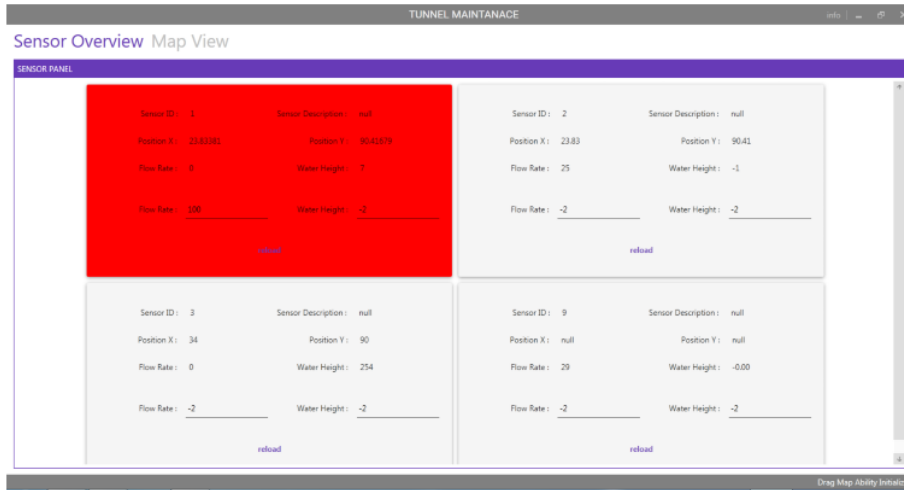 TUNNEL MAINTANACE
info
Sensor Overview Map View
SENSOR PANEL
Sensor ID : 1 Sensor Description : null
Position X : 23.83381 Position Y : 90.41679
Flow Rate : 0 Water Height : 7
Flow Rate : 100 Water Height : -2
reload
Sensor ID : 2 Sensor Description : null
Position X : 23.83 Position Y : 90.41
Flow Rate : 25 Water Height : -1
Flow Rate : -2 Water Height : -2
reload
Sensor ID : 3 Sensor Description : null
Position X : 34 Position Y : 90
Flow Rate : 0 Water Height : 254
Flow Rate : -2 Water Height : -2
reload
Sensor ID : 9 Sensor Description : null
Position X : null Position Y : null
Flow Rate : 29 Water Height : -0.00
Flow Rate : -2 Water Height : -2
reload
Drag Map Ability